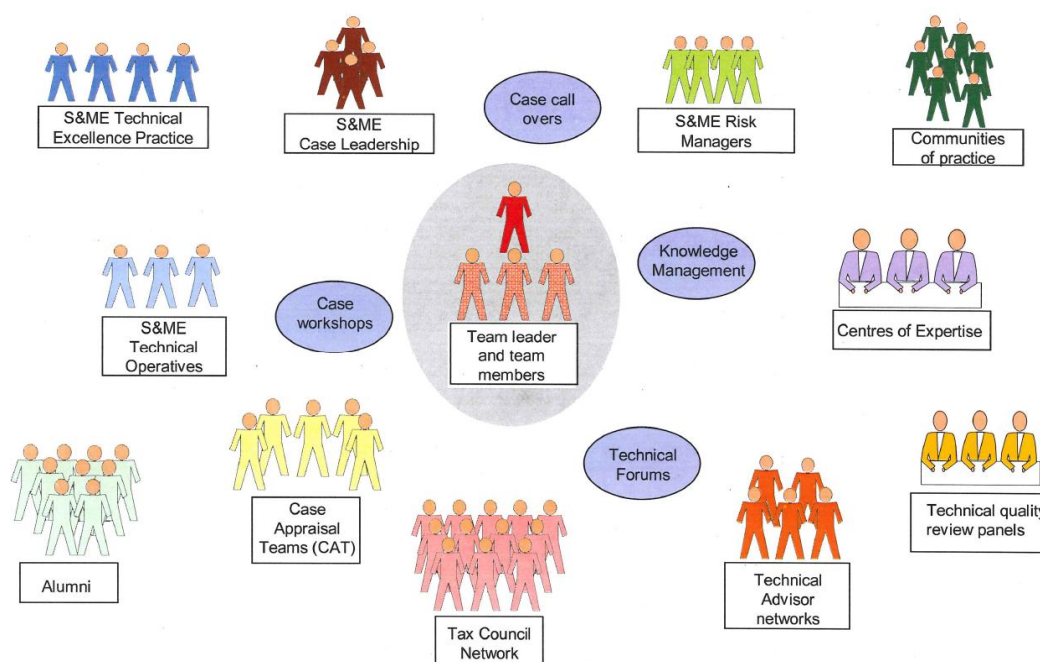 S&ME Technical
Excellence Practice
S&ME
Case Leadership
Case call
overs
S&ME Risk
Managers
Communities
of practice
Knowledge
Management
S&ME
Technical
Operatives
Case
workshops
Team leader
and team
members
Centres of Expertise
Technical
Forums
Alumni
Case
Appraisal
Teams (CAT)
Tax Council
Network
Technical
Advisor
networks
Technical quality
review panels